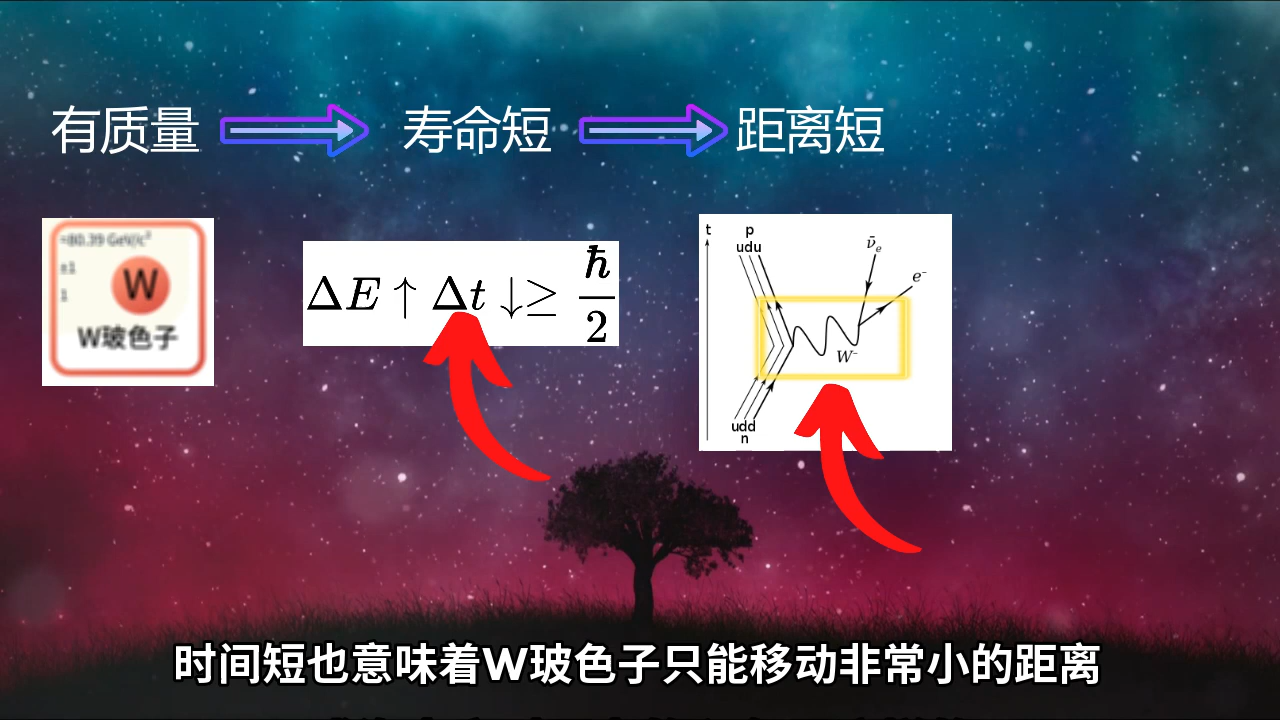 有质量 寿命短 距离短
≈80.39 GeV/c²
±1
1
W
W玻色子
ΔE ↑ Δt ↓≥ ħ/2
t p
udu
ν̄e
e⁻
W⁻
udd
n
时间短也意味着W玻色子只能移动非常小的距离